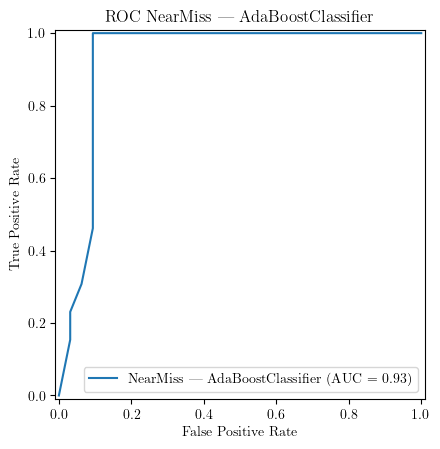 ROC NearMiss — AdaBoostClassifier
1.0
0.8
0.6
0.4
0.2
0.0
True Positive Rate
NearMiss — AdaBoostClassifier (AUC = 0.93)
0.0 0.2 0.4 0.6 0.8 1.0
False Positive Rate